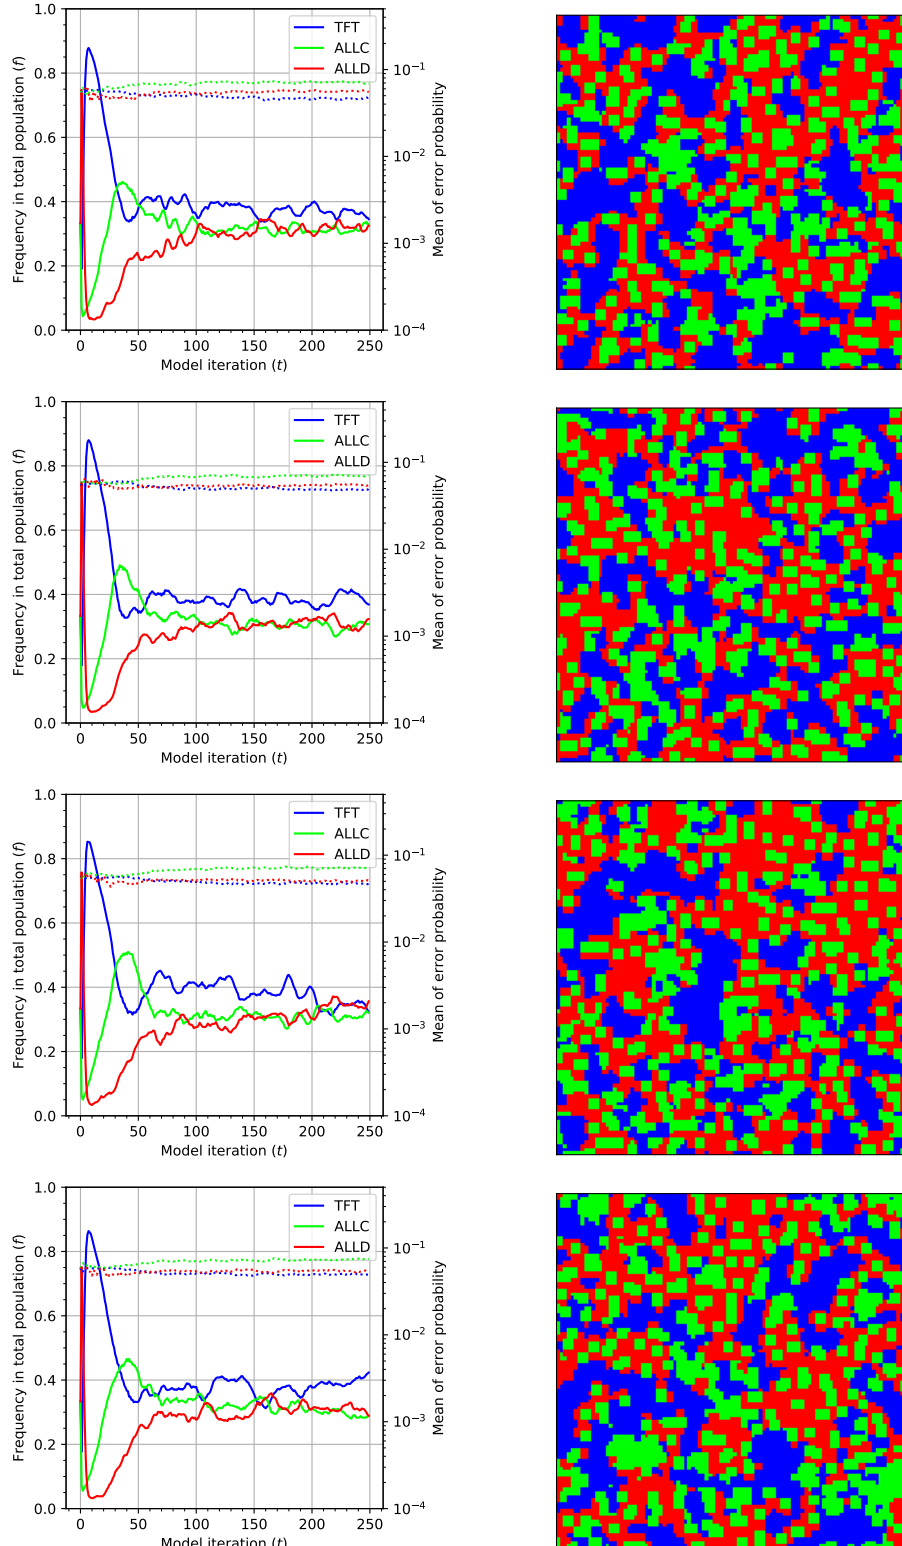 1.0
0.8
0.6
0.4
0.2
0.0
Frequency in total population (f)
TFT
ALLC
ALLD
10⁻¹
10⁻²
10⁻³
10⁻⁴
Mean of error probability
0 50 100 150 200 250
Model iteration (t)
1.0
0.8
0.6
0.4
0.2
0.0
Frequency in total population (f)
TFT
ALLC
ALLD
10⁻¹
10⁻²
10⁻³
10⁻⁴
Mean of error probability
0 50 100 150 200 250
Model iteration (t)
1.0
0.8
0.6
0.4
0.2
0.0
Frequency in total population (f)
TFT
ALLC
ALLD
10⁻¹
10⁻²
10⁻³
10⁻⁴
Mean of error probability
0 50 100 150 200 250
Model iteration (t)
1.0
0.8
0.6
0.4
0.2
0.0
Frequency in total population (f)
TFT
ALLC
ALLD
10⁻¹
10⁻²
10⁻³
10⁻⁴
Mean of error probability
0 50 100 150 200 250
Model iteration (t)